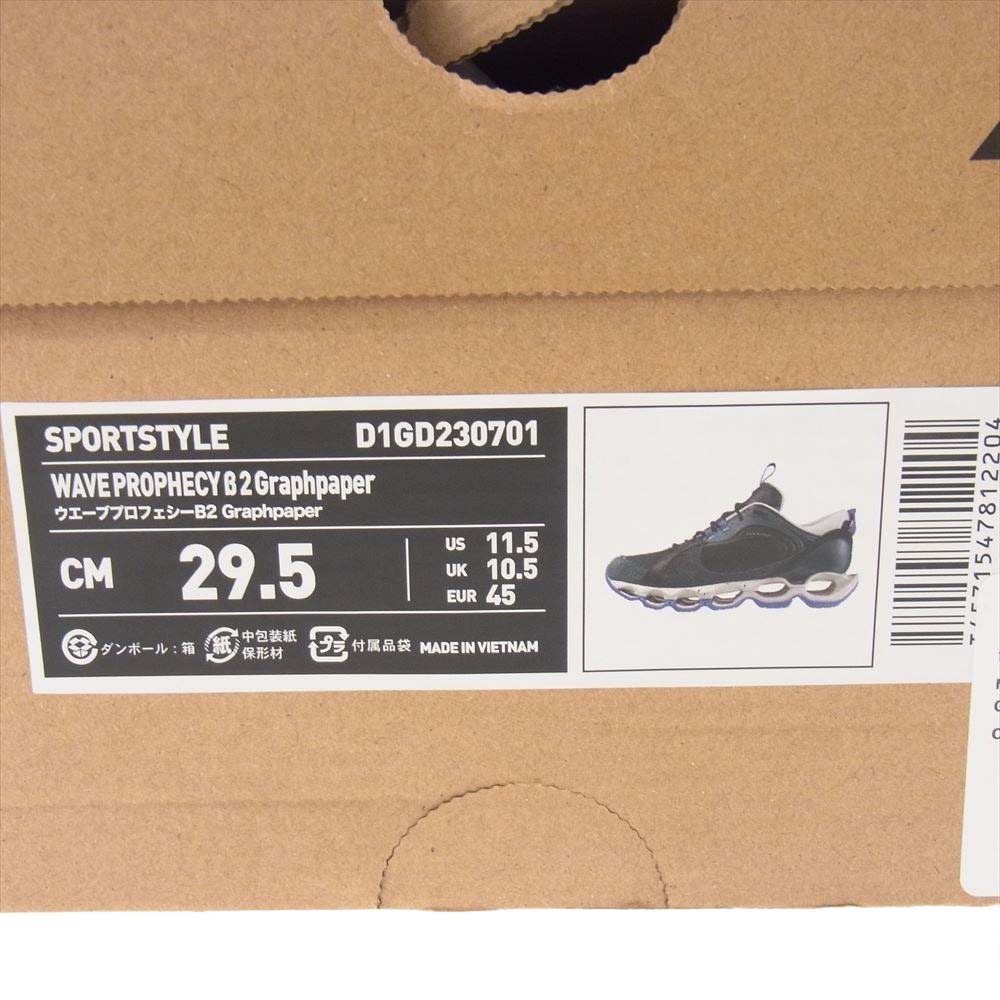 SPORTSTYLE D1GD230701
WAVE PROPHECY ß 2 Graphpaper
ウエーブプロフェシーB2 Graphpaper
CM 29.5
US 11.5
UK 10.5
EUR 45
ダンボール：箱
紙 中包装紙
保形材
プラ 付属品袋
MADE IN VIETNAM